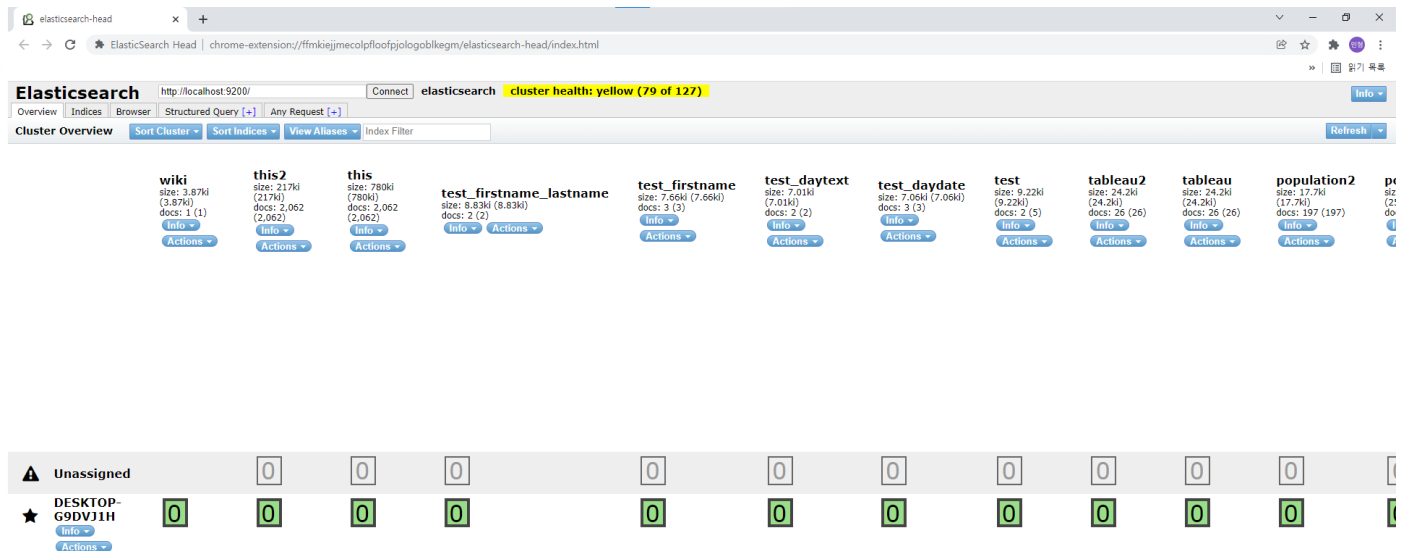 elasticsearch-head
ElasticSearch Head | chrome-extension://ffmkiejjmecolpfloofpjologoblkegm/elasticsearch-head/index.html
민정
» 읽기 목록
Elasticsearch http://localhost:9200/ Connect elasticsearch cluster health: yellow (79 of 127) Info
Overview Indices Browser Structured Query [+] Any Request [+]
Cluster Overview Sort Cluster Sort Indices View Aliases Index Filter Refresh
wiki
size: 3.87ki
(3.87ki)
docs: 1 (1)
Info
Actions
this2
size: 217ki
(217ki)
docs: 2,062
(2,062)
Info
Actions
this
size: 780ki
(780ki)
docs: 2,062
(2,062)
Info
Actions
test_firstname_lastname
size: 8.83ki (8.83ki)
docs: 2 (2)
Info Actions
test_firstname
size: 7.66ki (7.66ki)
docs: 3 (3)
Info
Actions
test_daytext
size: 7.01ki
(7.01ki)
docs: 2 (2)
Info
Actions
test_daydate
size: 7.06ki (7.06ki)
docs: 3 (3)
Info
Actions
test
size: 9.22ki
(9.22ki)
docs: 2 (5)
Info
Actions
tableau2
size: 24.2ki
(24.2ki)
docs: 26 (26)
Info
Actions
tableau
size: 24.2ki
(24.2ki)
docs: 26 (26)
Info
Actions
population2
size: 17.7ki
(17.7ki)
docs: 197 (197)
Info
Actions
Unassigned 0 0 0 0 0 0 0 0 0 0
DESKTOP-
G9DVJ1H 0 0 0 0 0 0 0 0 0 0 0
Info
Actions